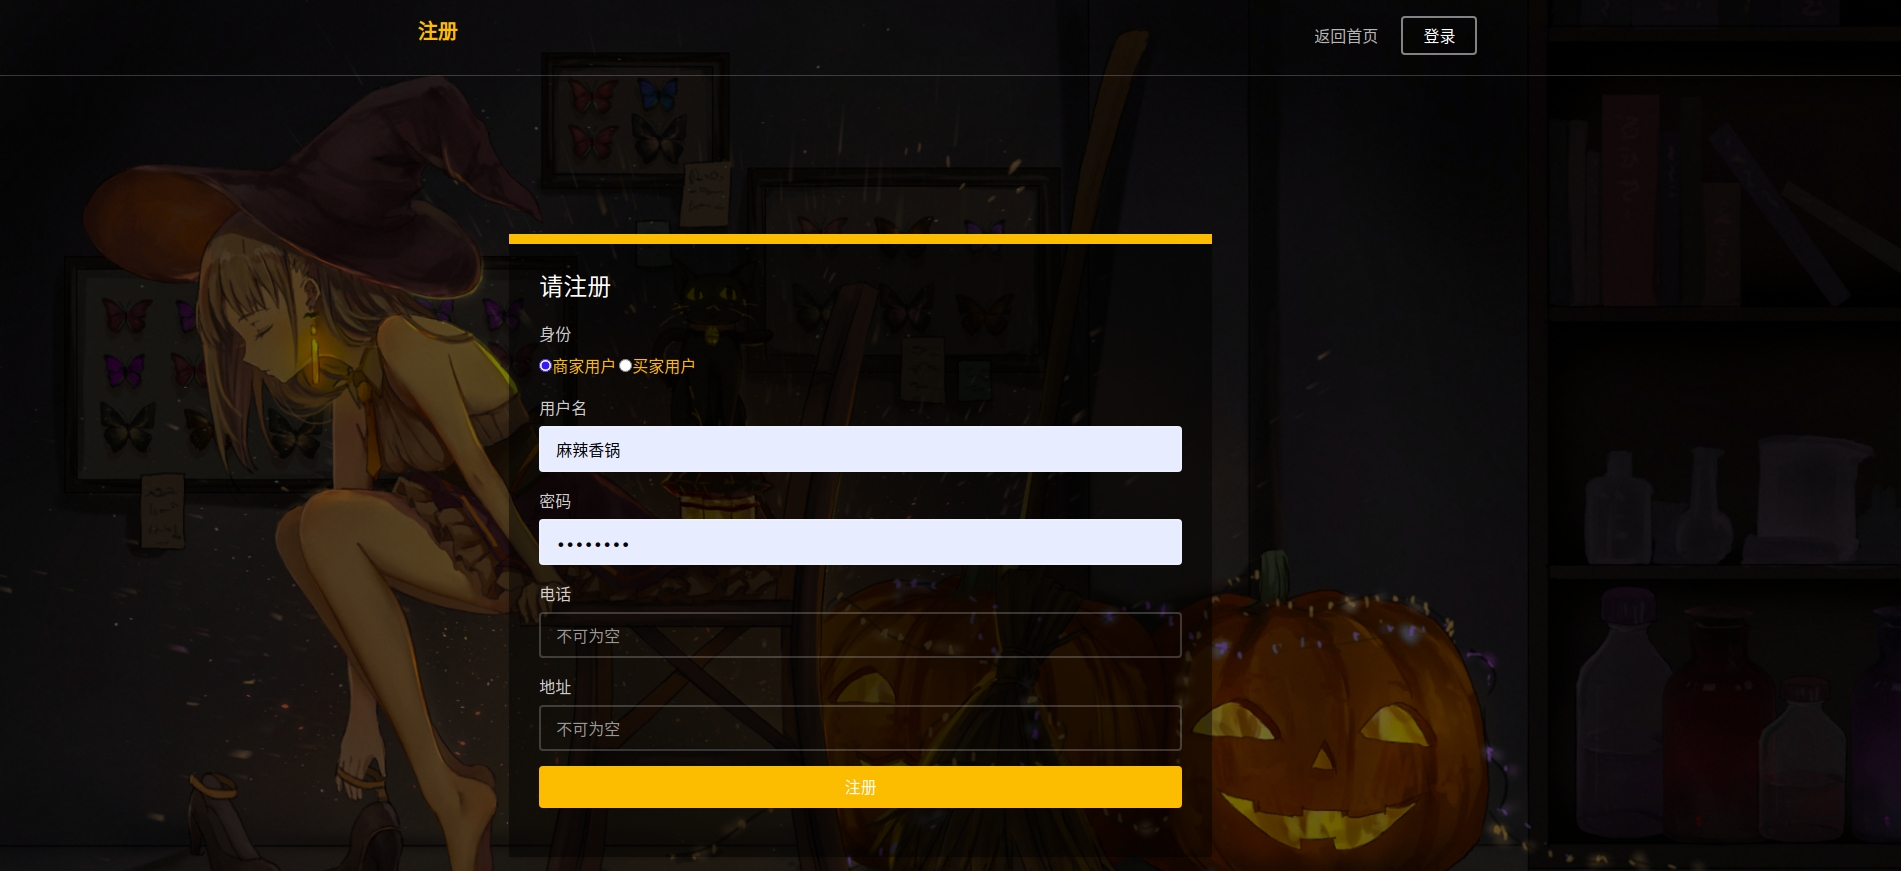 注册
返回首页 登录
请注册
身份
商家用户 买家用户
用户名
麻辣香锅
密码
••••••••
电话
不可为空
地址
不可为空
注册